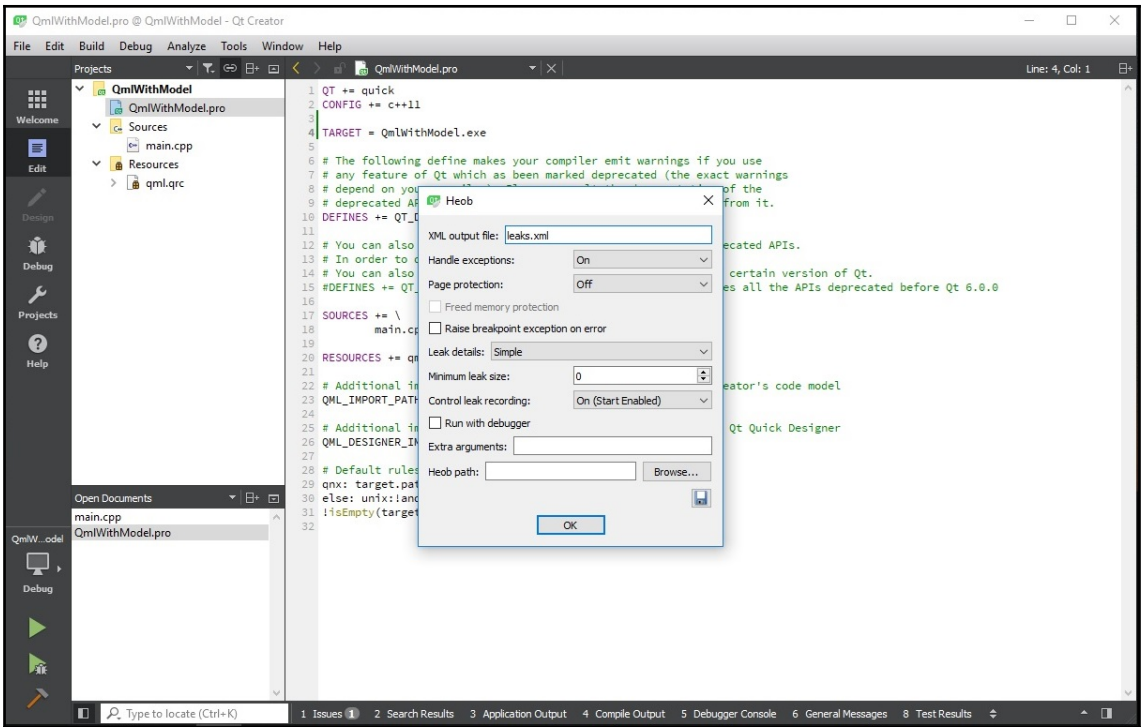 QmlWithModel.pro @ QmlWithModel - Qt Creator
File Edit Build Debug Analyze Tools Window Help
Projects
QmlWithModel.pro
Line: 4, Col: 1
Welcome
Edit
Design
Debug
Projects
Help
QmlWithModel
QmlWithModel.pro
Sources
main.cpp
Resources
qml.qrc
Open Documents
main.cpp
QmlWithModel.pro
QmlW...odel
Debug
1 QT += quick
2 CONFIG += c++11
3
4 TARGET = QmlWithModel.exe
5
6 # The following define makes your compiler emit warnings if you use
7 # any feature of Qt which as been marked deprecated (the exact warnings
8 # depend on you of the
9 # deprecated AP from it.
10 DEFINES += QT_D
11
12 # You can also ecated APIs.
13 # In order to
14 # You can also certain version of Qt.
15 #DEFINES += QT_ es all the APIs deprecated before Qt 6.0.0
16
17 SOURCES += \
18 main.cp
19
20 RESOURCES += qm
21
22 # Additional im eator's code model
23 QML_IMPORT_PATH
24
25 # Additional im Qt Quick Designer
26 QML_DESIGNER_IM
27
28 # Default rules
29 qnx: target.pat
30 else: unix:!and
31 !isEmpty(target
32
Heob
XML output file: leaks.xml
Handle exceptions: On
Page protection: Off
Freed memory protection
Raise breakpoint exception on error
Leak details: Simple
Minimum leak size: 0
Control leak recording: On (Start Enabled)
Run with debugger
Extra arguments:
Heob path: Browse...
OK
Type to locate (Ctrl+K)
1 Issues 1 2 Search Results 3 Application Output 4 Compile Output 5 Debugger Console 6 General Messages 8 Test Results